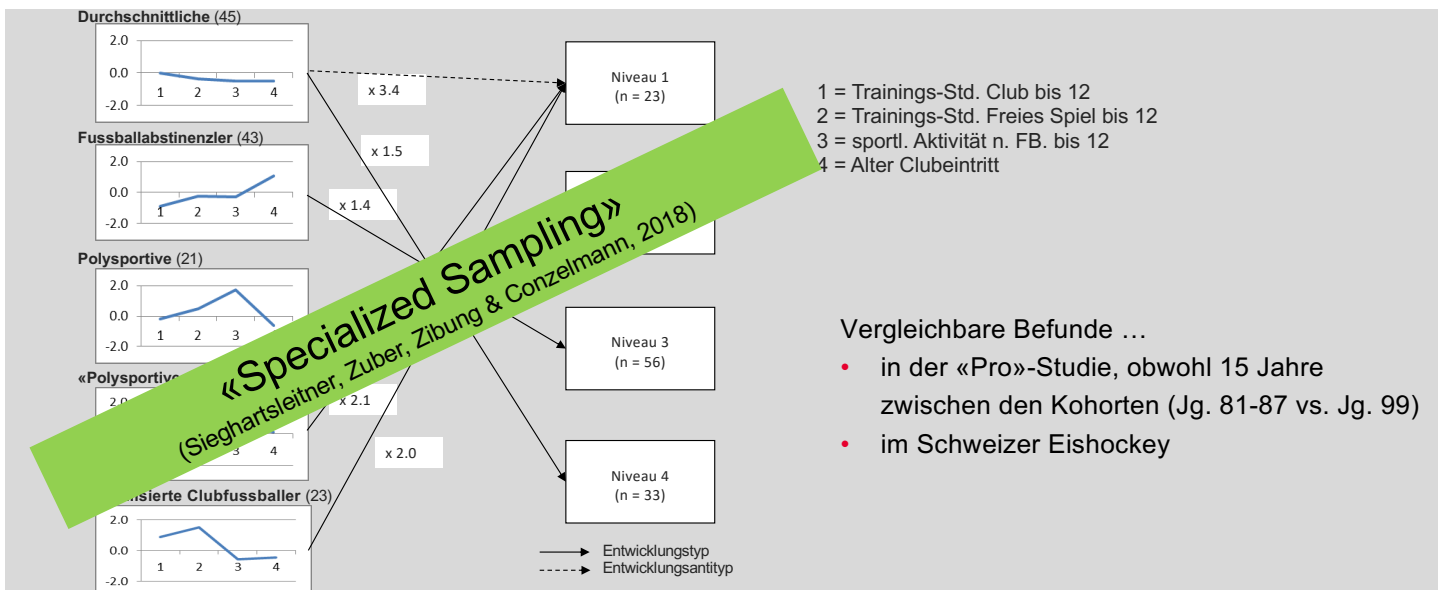 Durchschnittliche (45)
2.0
0.0
-2.0
1 2 3 4
Fussballabstinenzler (43)
2.0
0.0
-2.0
1 2 3 4
Polysportive (21)
2.0
0.0
-2.0
1 2 3
«Polysportive
2.0
3 4
Clubfussballer (23)
2.0
0.0
-2.0
1 2 3 4
x 3.4
x 1.5
x 1.4
x 2.1
x 2.0
«Specialized Sampling»
(Sieghartsleitner, Zuber, Zibung & Conzelmann, 2018)
Niveau 1
(n = 23)
Niveau 3
(n = 56)
Niveau 4
(n = 33)
Entwicklungstyp
Entwicklungsantityp
1 = Trainings-Std. Club bis 12
2 = Trainings-Std. Freies Spiel bis 12
3 = sportl. Aktivität n. FB. bis 12
4 = Alter Clubeintritt
Vergleichbare Befunde …
• in der «Pro»-Studie, obwohl 15 Jahre
zwischen den Kohorten (Jg. 81-87 vs. Jg. 99)
• im Schweizer Eishockey